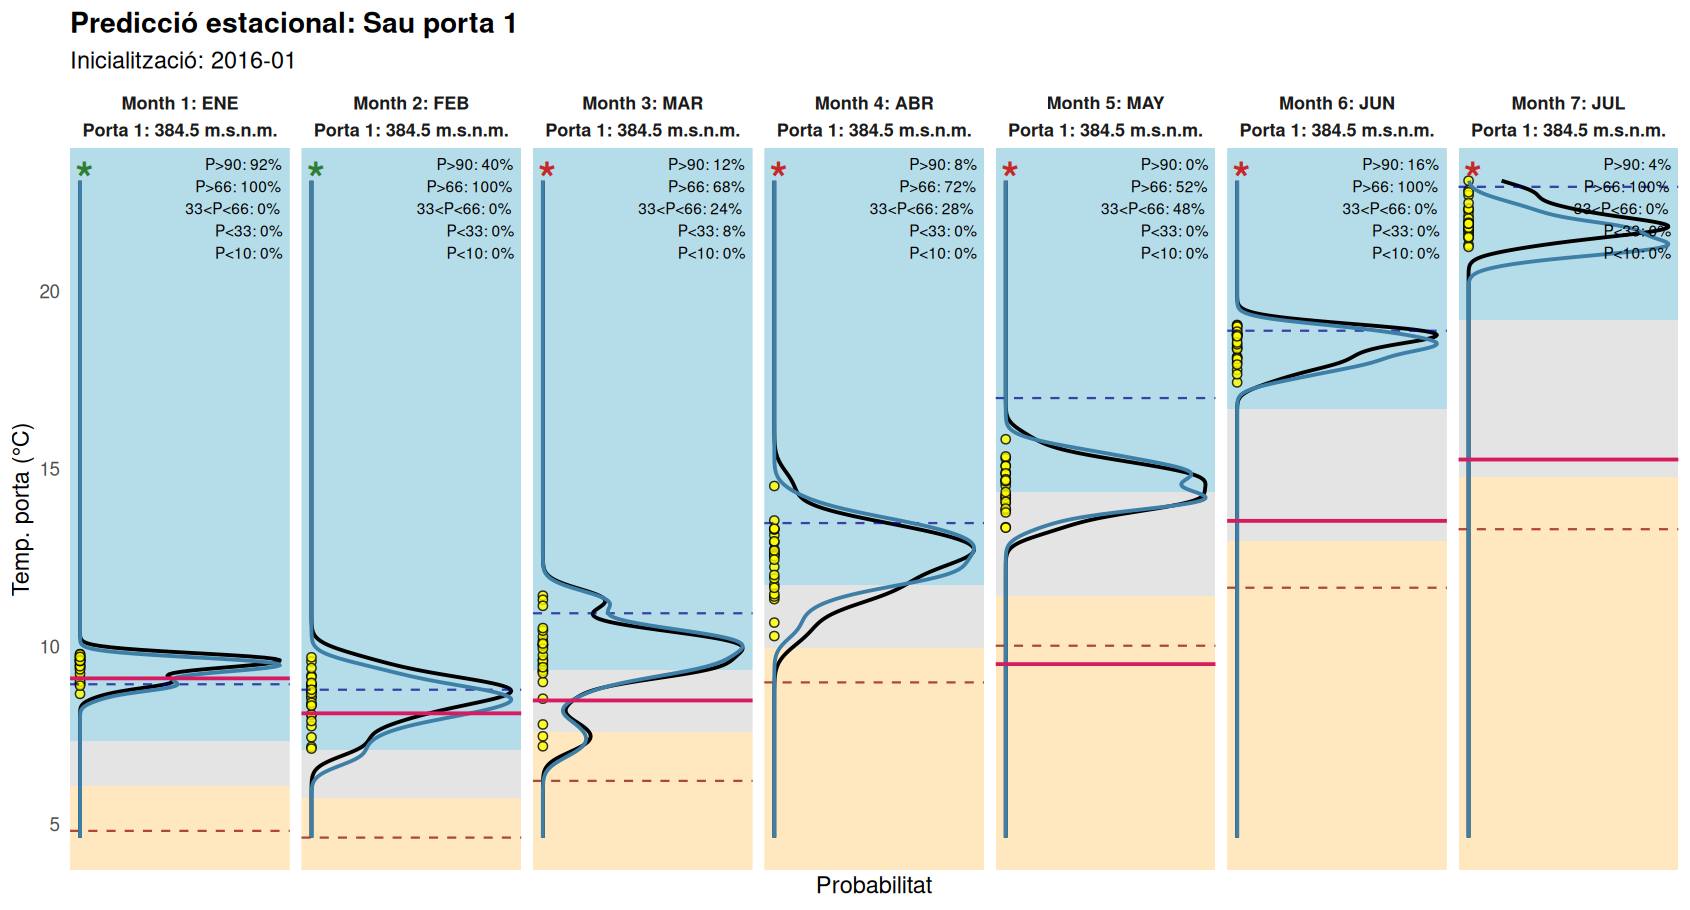 Predicció estacional: Sau porta 1
Inicialització: 2016-01
Month 1: ENE
Porta 1: 384.5 m.s.n.m.
*
P>90: 92%
P>66: 100%
33<P<66: 0%
P<33: 0%
P<10: 0%
Month 2: FEB
Porta 1: 384.5 m.s.n.m.
*
P>90: 40%
P>66: 100%
33<P<66: 0%
P<33: 0%
P<10: 0%
Month 3: MAR
Porta 1: 384.5 m.s.n.m.
*
P>90: 12%
P>66: 68%
33<P<66: 24%
P<33: 8%
P<10: 0%
Month 4: ABR
Porta 1: 384.5 m.s.n.m.
*
P>90: 8%
P>66: 72%
33<P<66: 28%
P<33: 0%
P<10: 0%
Month 5: MAY
Porta 1: 384.5 m.s.n.m.
*
P>90: 0%
P>66: 52%
33<P<66: 48%
P<33: 0%
P<10: 0%
Month 6: JUN
Porta 1: 384.5 m.s.n.m.
*
P>90: 16%
P>66: 100%
33<P<66: 0%
P<33: 0%
P<10: 0%
Month 7: JUL
Porta 1: 384.5 m.s.n.m.
*
P>90: 4%
P>66: 100%
33<P<66: 0%
P<33: 0%
P<10: 0%
Temp. porta (°C)
20
15
10
5
Probabilitat